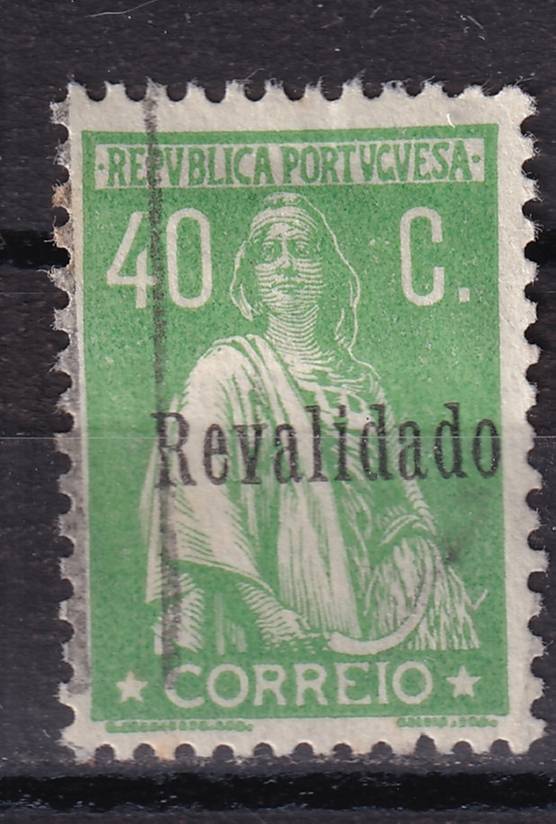 ·REPVBLICA PORTVGVESA·
40 C.
Revalidado
CORREIO